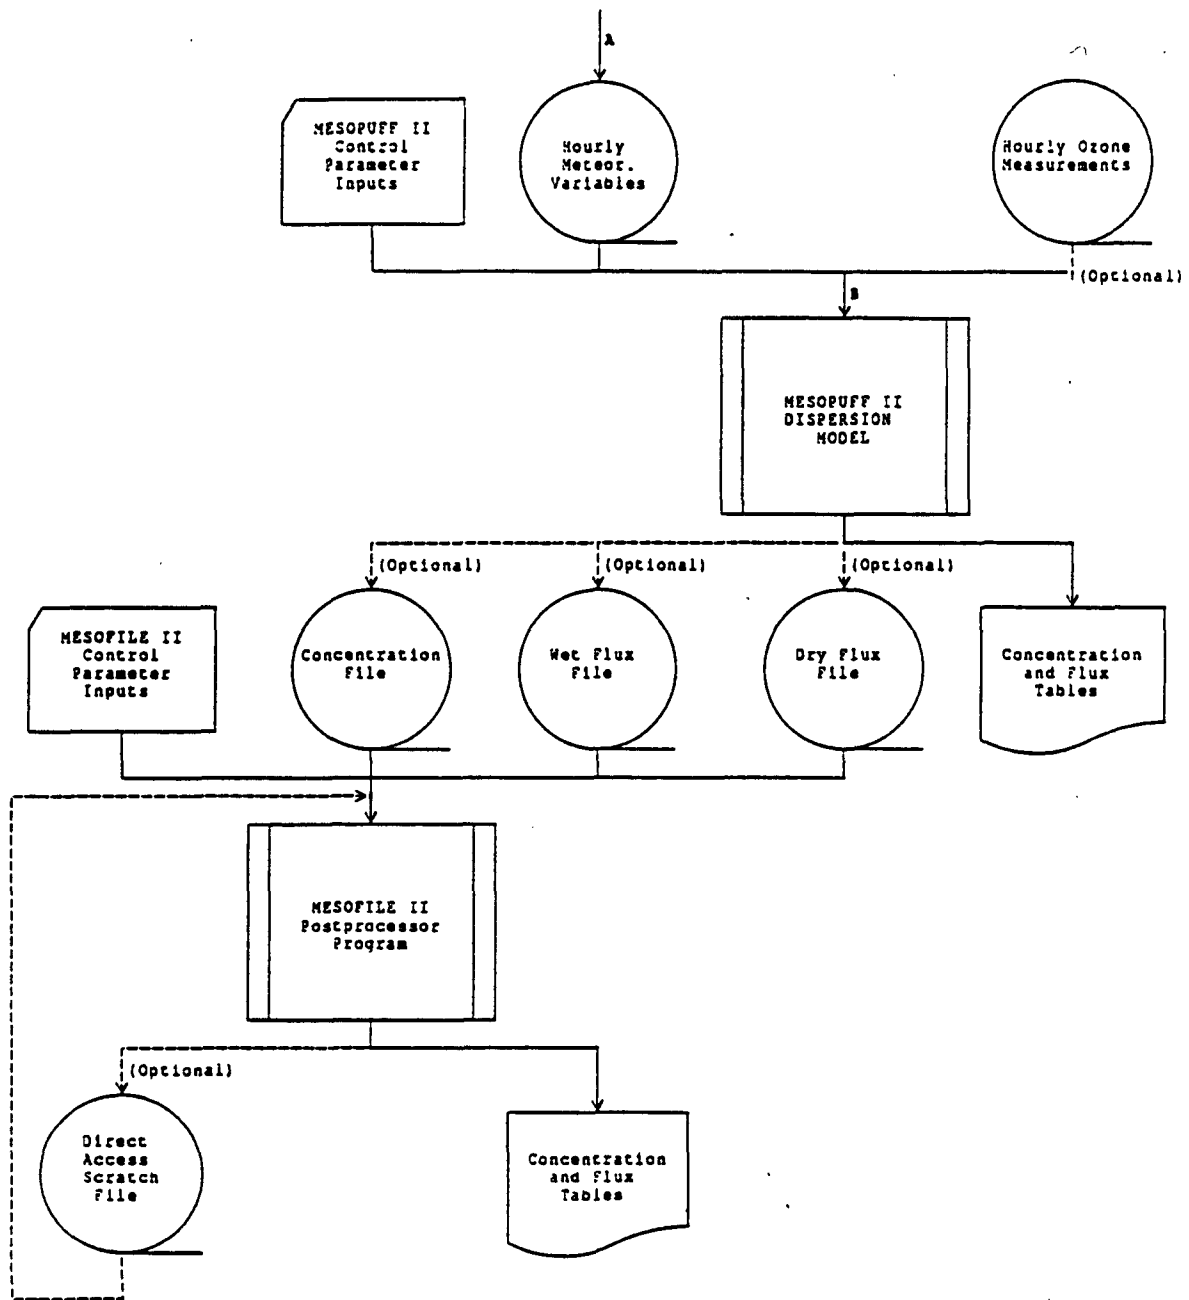 A
MESOPUFF II
Control
Parameter
Inputs
Hourly
Meteor.
Variables
Hourly Ozone
Measurements
(Optional)
B
MESOPUFF II
DISPERSION
MODEL
(Optional)
(Optional)
(Optional)
MESOFILE II
Control
Parameter
Inputs
Concentration
File
Wet Flux
File
Dry Flux
File
Concentration
and Flux
Tables
MESOFILE II
Postprocessor
Program
(Optional)
Direct
Access
Scratch
File
Concentration
and Flux
Tables